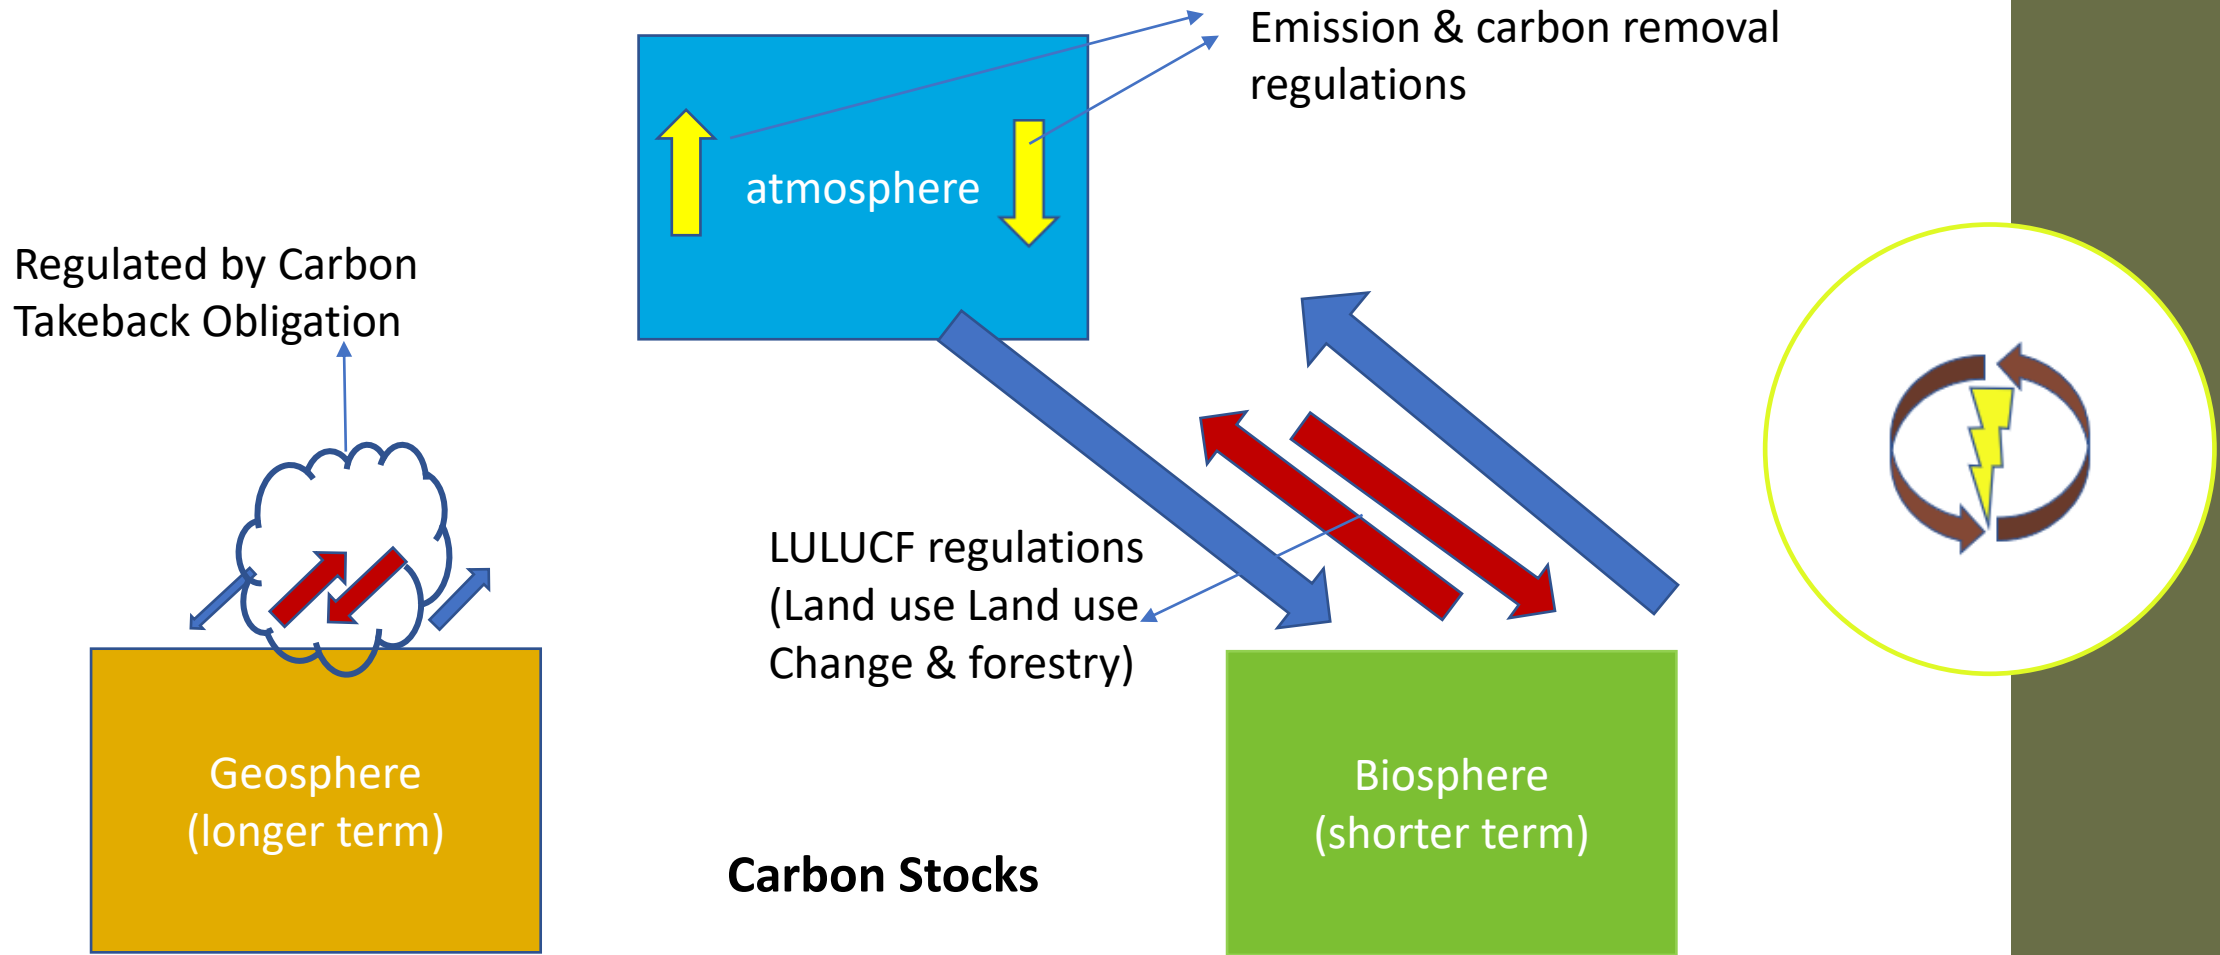 Emission & carbon removal
regulations
atmosphere
Regulated by Carbon
Takeback Obligation
LULUCF regulations
(Land use Land use
Change & forestry)
Geosphere
(longer term)
Biosphere
(shorter term)
Carbon Stocks